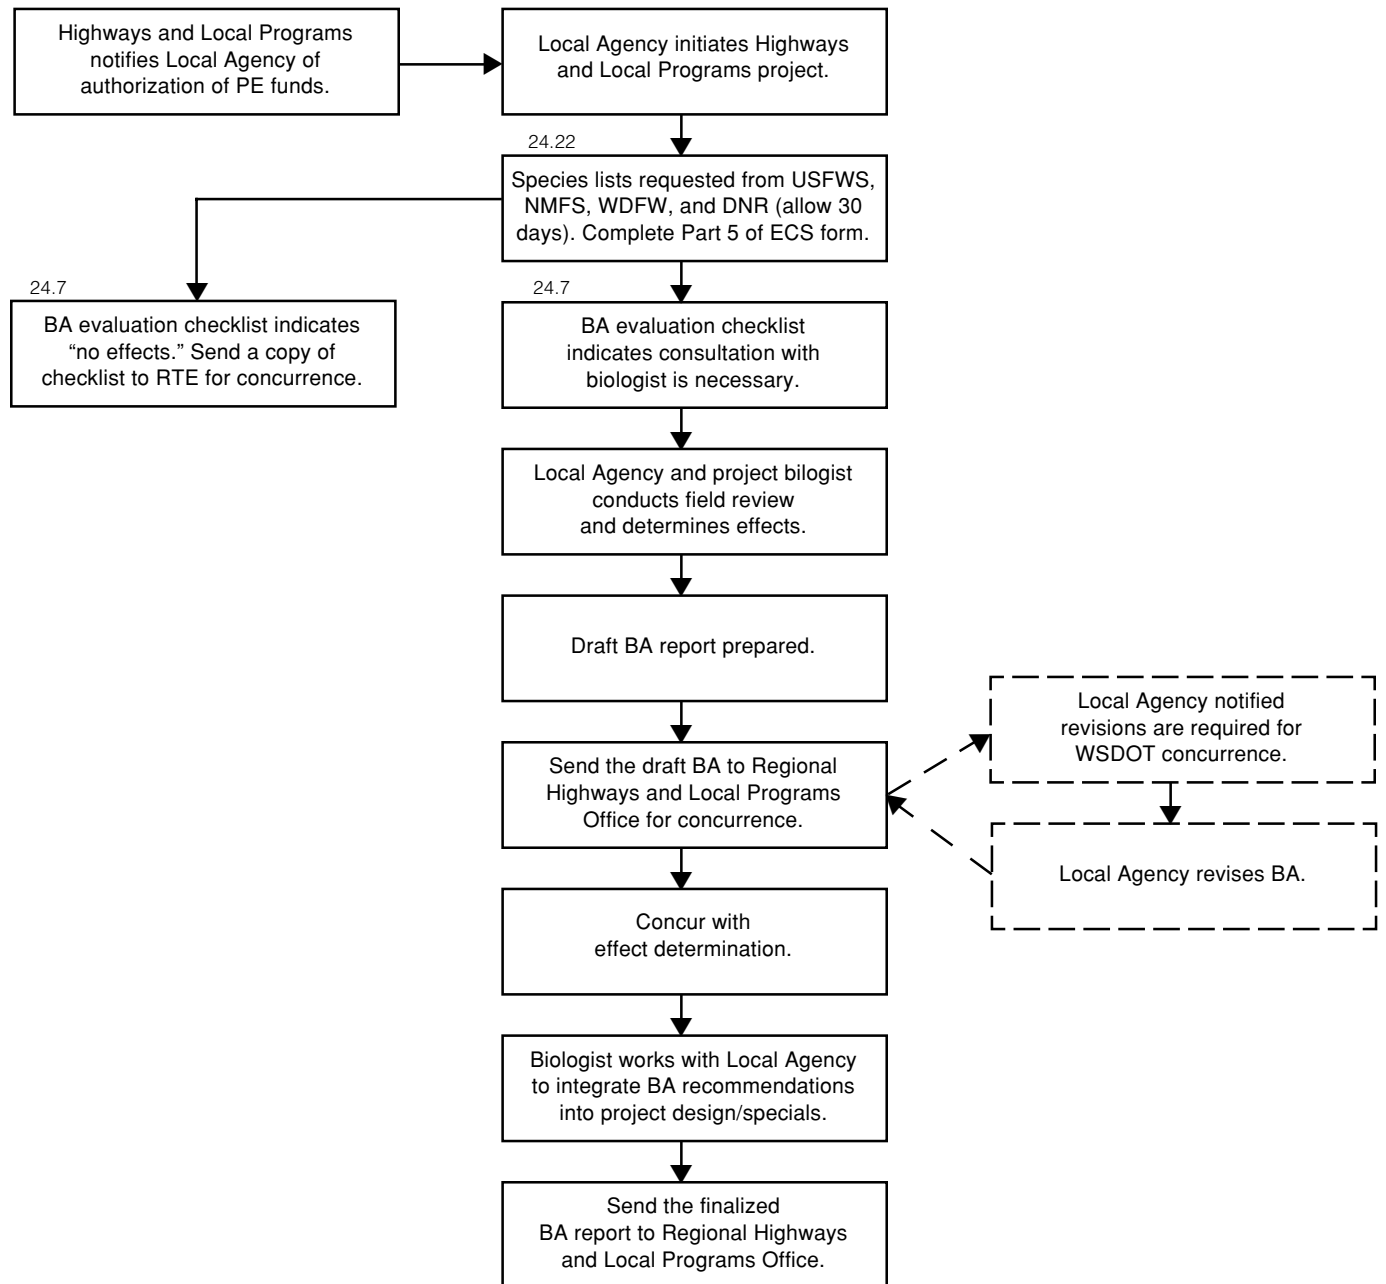 Highways and Local Programs
notifies Local Agency of
authorization of PE funds.
Local Agency initiates Highways
and Local Programs project.
24.22
Species lists requested from USFWS,
NMFS, WDFW, and DNR (allow 30
days). Complete Part 5 of ECS form.
24.7
BA evaluation checklist indicates
“no effects.” Send a copy of
checklist to RTE for concurrence.
24.7
BA evaluation checklist
indicates consultation with
biologist is necessary.
Local Agency and project bilogist
conducts field review
and determines effects.
Draft BA report prepared.
Send the draft BA to Regional
Highways and Local Programs
Office for concurrence.
Local Agency notified
revisions are required for
WSDOT concurrence.
Local Agency revises BA.
Concur with
effect determination.
Biologist works with Local Agency
to integrate BA recommendations
into project design/specials.
Send the finalized
BA report to Regional Highways
and Local Programs Office.